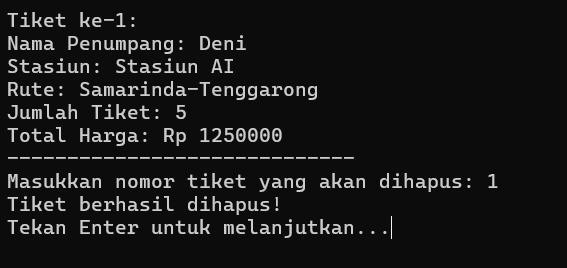 Tiket ke-1:
Nama Penumpang: Deni
Stasiun: Stasiun AI
Rute: Samarinda-Tenggarong
Jumlah Tiket: 5
Total Harga: Rp 1250000
-----------------------------
Masukkan nomor tiket yang akan dihapus: 1
Tiket berhasil dihapus!
Tekan Enter untuk melanjutkan...